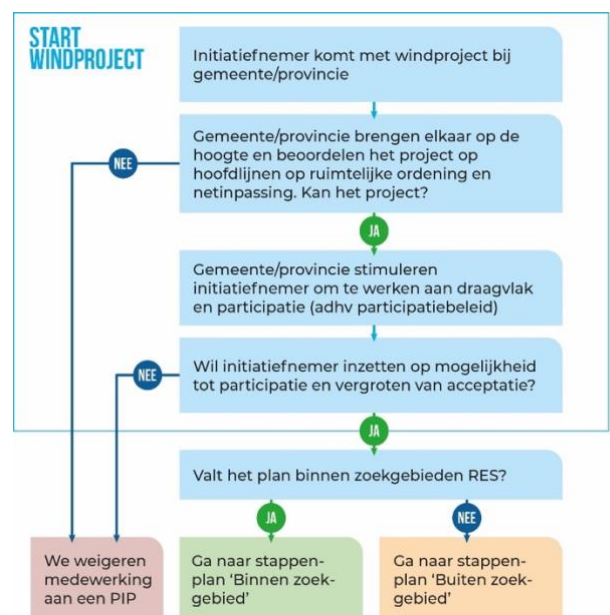 START
WINDPROJECT
Initiatiefnemer komt met windproject bij
gemeente/provincie
Gemeente/provincie brengen elkaar op de
hoogte en beoordelen het project op
hoofdlijnen op ruimtelijke ordening en
netinpassing. Kan het project?
NEE
JA
Gemeente/provincie stimuleren
initiatiefnemer om te werken aan draagvlak
en participatie (adhv participatiebeleid)
Wil initiatiefnemer inzetten op mogelijkheid
tot participatie en vergroten van acceptatie?
NEE
JA
Valt het plan binnen zoekgebieden RES?
JA
NEE
We weigeren
medewerking
aan een PIP
Ga naar stappen-
plan ‘Binnen zoek-
gebied’
Ga naar stappen-
plan ‘Buiten zoek-
gebied’